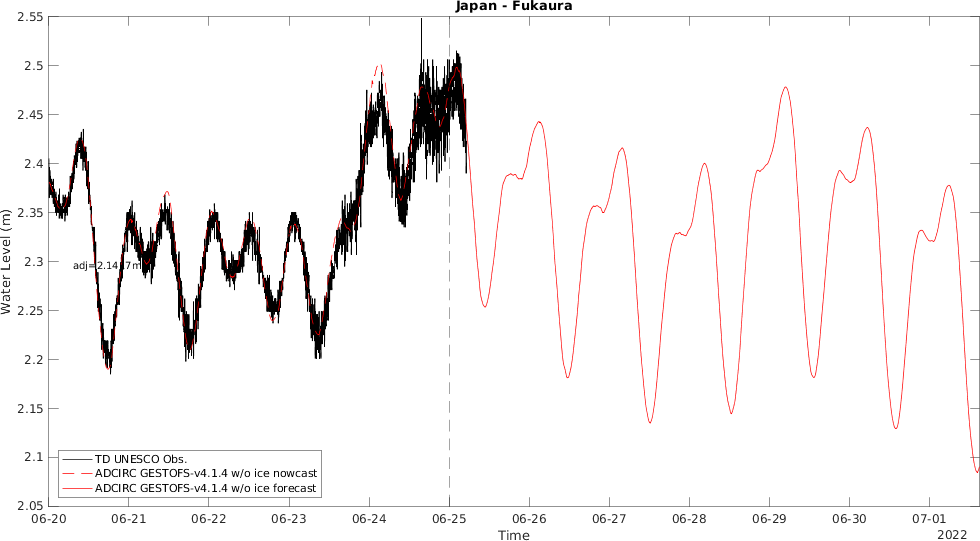 Japan - Fukaura
2.55
2.5
2.45
2.4
2.35
2.3
2.25
2.2
2.15
2.1
2.05
Water Level (m)
TD UNESCO Obs.
ADCIRC GESTOFS-v4.1.4 w/o ice nowcast
ADCIRC GESTOFS-v4.1.4 w/o ice forecast
06-20 06-21 06-22 06-23 06-24 06-25 06-26 06-27 06-28 06-29 06-30 07-01
Time
2022